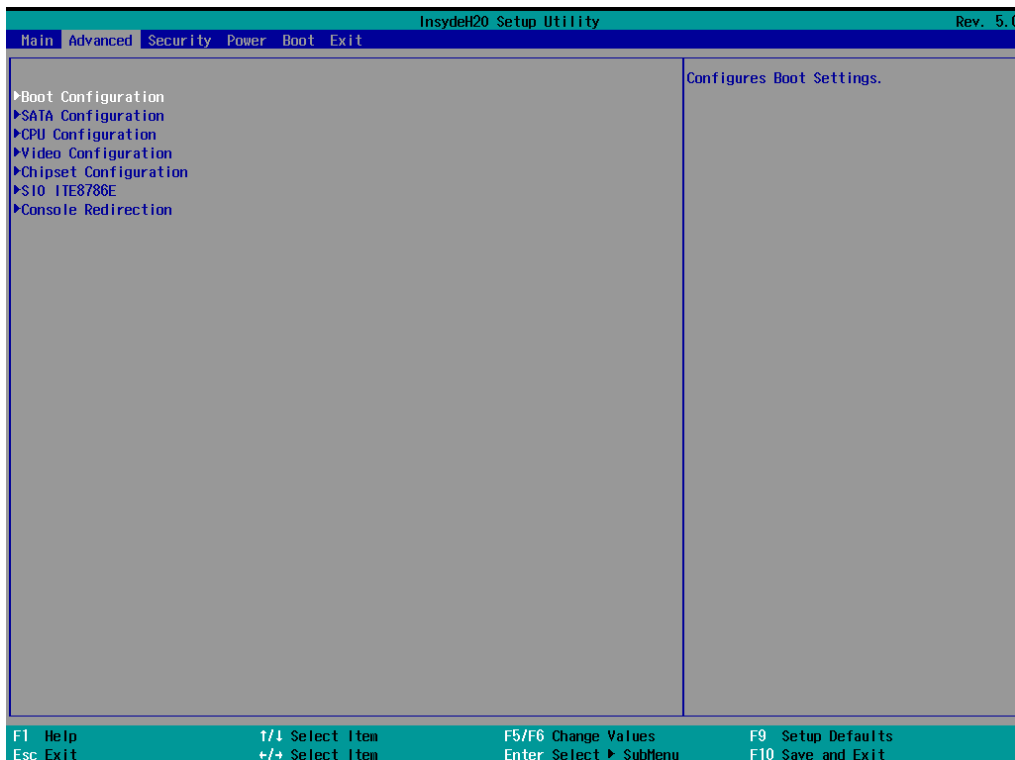 InsydeH20 Setup Utility Rev. 5.0
Main Advanced Security Power Boot Exit
Configures Boot Settings.
▶Boot Configuration
▶SATA Configuration
▶CPU Configuration
▶Video Configuration
▶Chipset Configuration
▶SIO ITE8786E
▶Console Redirection
F1 Help ↑/↓ Select Item F5/F6 Change Values F9 Setup Defaults
Esc Exit ←/→ Select Item Enter Select ▶ SubMenu F10 Save and Exit